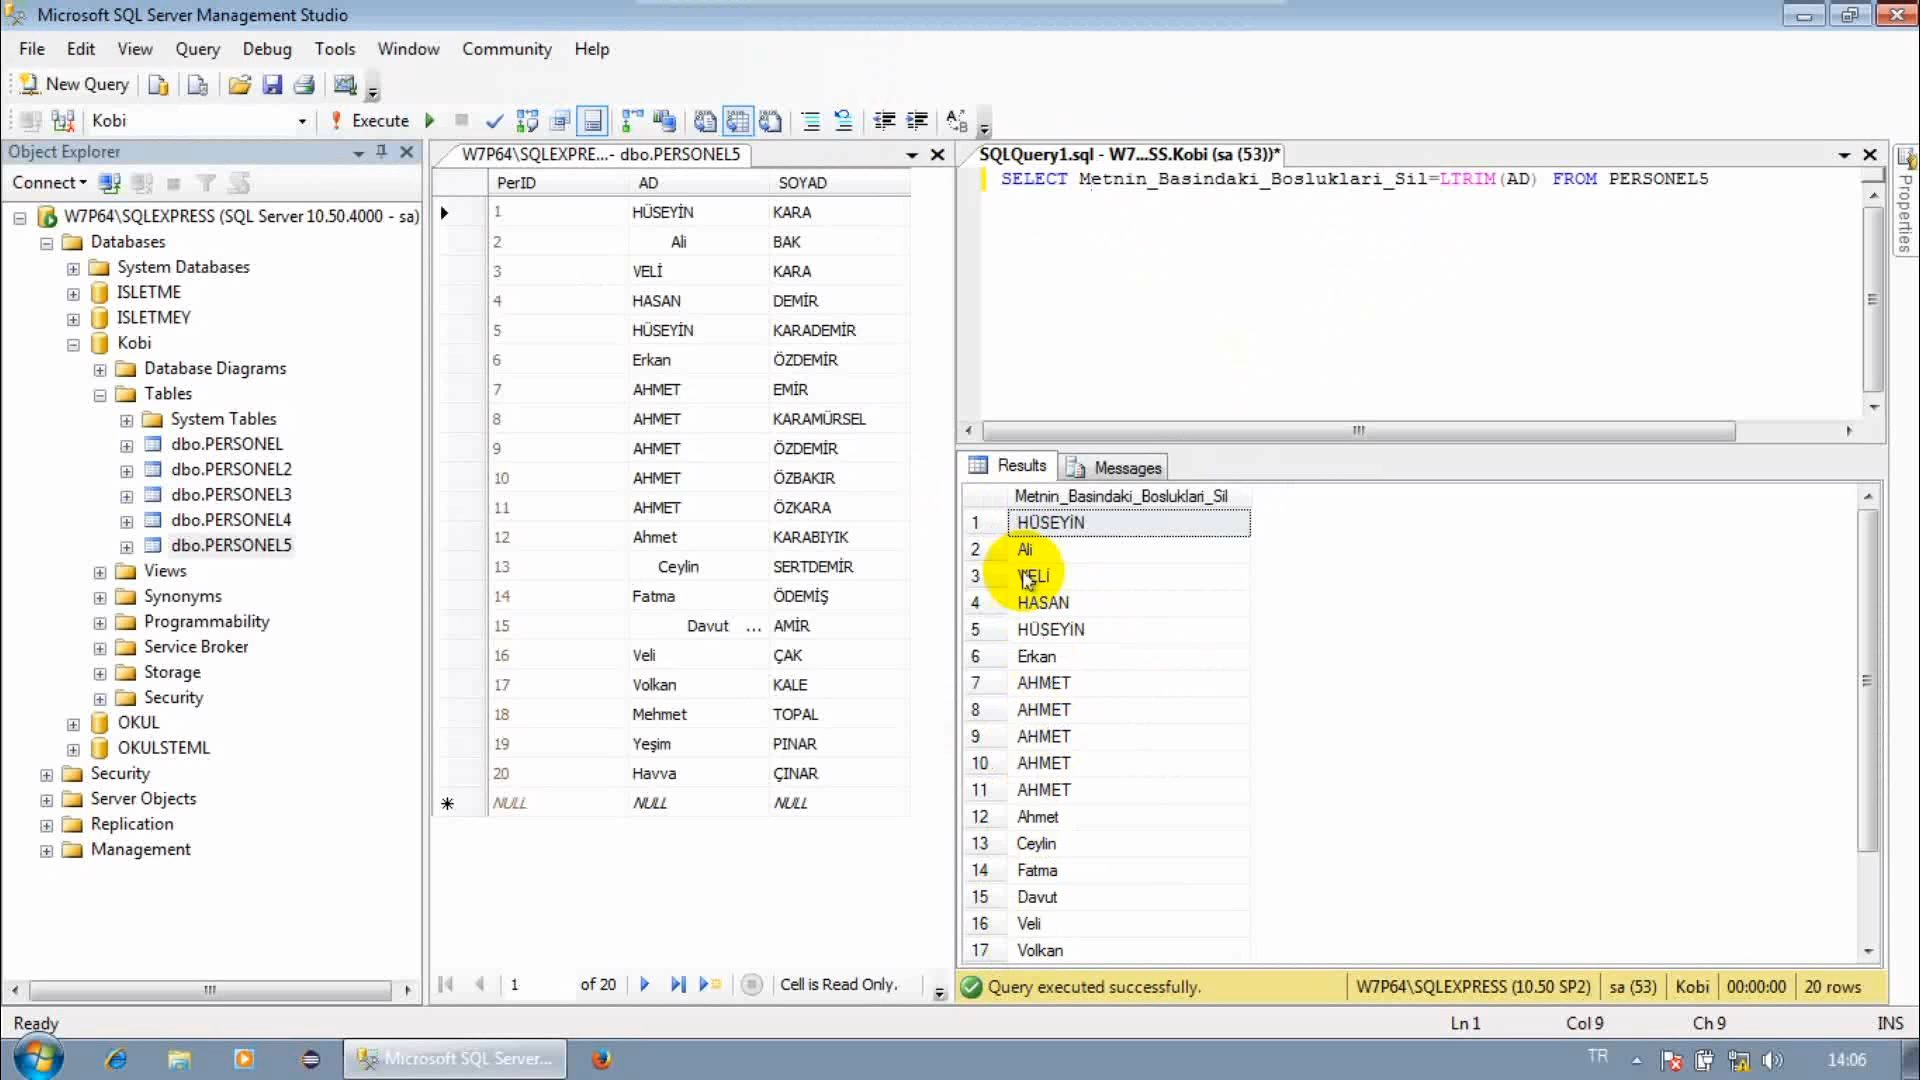 Microsoft SQL Server Management Studio
File Edit View Query Debug Tools Window Community Help
New Query
Kobi Execute
Object Explorer
Connect
W7P64\SQLEXPRESS (SQL Server 10.50.4000 - sa)
Databases
System Databases
ISLETME
ISLETMEY
Kobi
Database Diagrams
Tables
System Tables
dbo.PERSONEL
dbo.PERSONEL2
dbo.PERSONEL3
dbo.PERSONEL4
dbo.PERSONEL5
Views
Synonyms
Programmability
Service Broker
Storage
Security
OKUL
OKULSTEML
Security
Server Objects
Replication
Management
W7P64\SQLEXPRE...- dbo.PERSONEL5
PerID AD SOYAD
1 HÜSEYİN KARA
2 Ali BAK
3 VELİ KARA
4 HASAN DEMİR
5 HÜSEYİN KARADEMİR
6 Erkan ÖZDEMİR
7 AHMET EMİR
8 AHMET KARAMÜRSEL
9 AHMET ÖZDEMİR
10 AHMET ÖZBAKIR
11 AHMET ÖZKARA
12 Ahmet KARABIYIK
13 Ceylin SERTDEMİR
14 Fatma ÖDEMİŞ
15 Davut ... AMİR
16 Veli ÇAK
17 Volkan KALE
18 Mehmet TOPAL
19 Yeşim PINAR
20 Havva ÇINAR
NULL NULL NULL
1 of 20 Cell is Read Only.
SQLQuery1.sql - W7...SS.Kobi (sa (53))*
SELECT Metnin_Basindaki_Bosluklari_Sil=LTRIM(AD) FROM PERSONEL5
Properties
Results Messages
Metnin_Basindaki_Bosluklari_Sil
1 HÜSEYİN
2 Ali
3 VELİ
4 HASAN
5 HÜSEYİN
6 Erkan
7 AHMET
8 AHMET
9 AHMET
10 AHMET
11 AHMET
12 Ahmet
13 Ceylin
14 Fatma
15 Davut
16 Veli
17 Volkan
Query executed successfully. W7P64\SQLEXPRESS (10.50 SP2) sa (53) Kobi 00:00:00 20 rows
Ready Ln 1 Col 9 Ch 9 INS
Microsoft SQL Server... TR 14:06